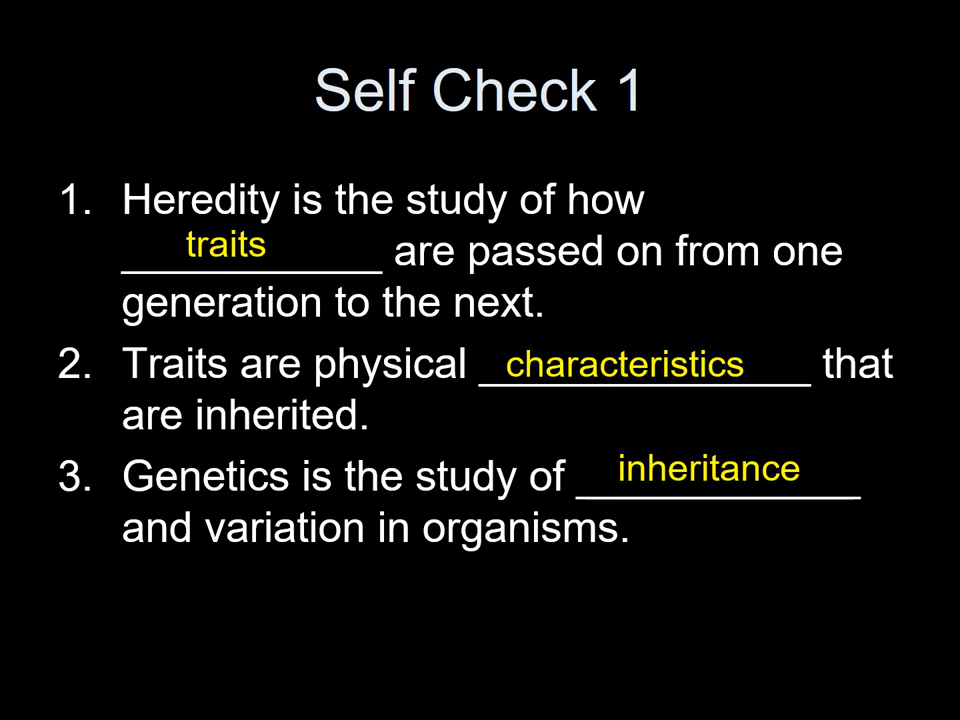 Self Check 1
1. Heredity is the study of how
traits are passed on from one
generation to the next.
2. Traits are physical characteristics that
are inherited.
3. Genetics is the study of inheritance
and variation in organisms.